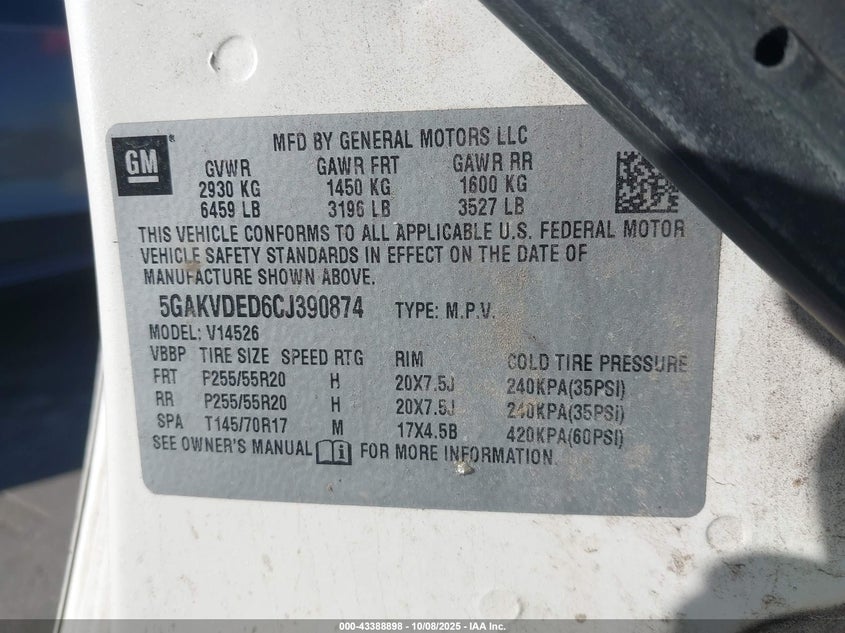 GM ®
MFD BY GENERAL MOTORS LLC
GVWR GAWR FRT GAWR RR
2930 KG 1450 KG 1600 KG
6459 LB 3196 LB 3527 LB
THIS VEHICLE CONFORMS TO ALL APPLICABLE U.S. FEDERAL MOTOR
VEHICLE SAFETY STANDARDS IN EFFECT ON THE DATE OF
MANUFACTURE SHOWN ABOVE.
5GAKVDED6CJ390874 TYPE: M.P.V.
MODEL: V14526
VBBP TIRE SIZE SPEED RTG RIM COLD TIRE PRESSURE
FRT P255/55R20 H 20X7.5J 240KPA(35PSI)
RR P255/55R20 H 20X7.5J 240KPA(35PSI)
SPA T145/70R17 M 17X4.5B 420KPA(60PSI)
SEE OWNER'S MANUAL i FOR MORE INFORMATION.
000-43388898 - 10/08/2025 - IAA Inc.